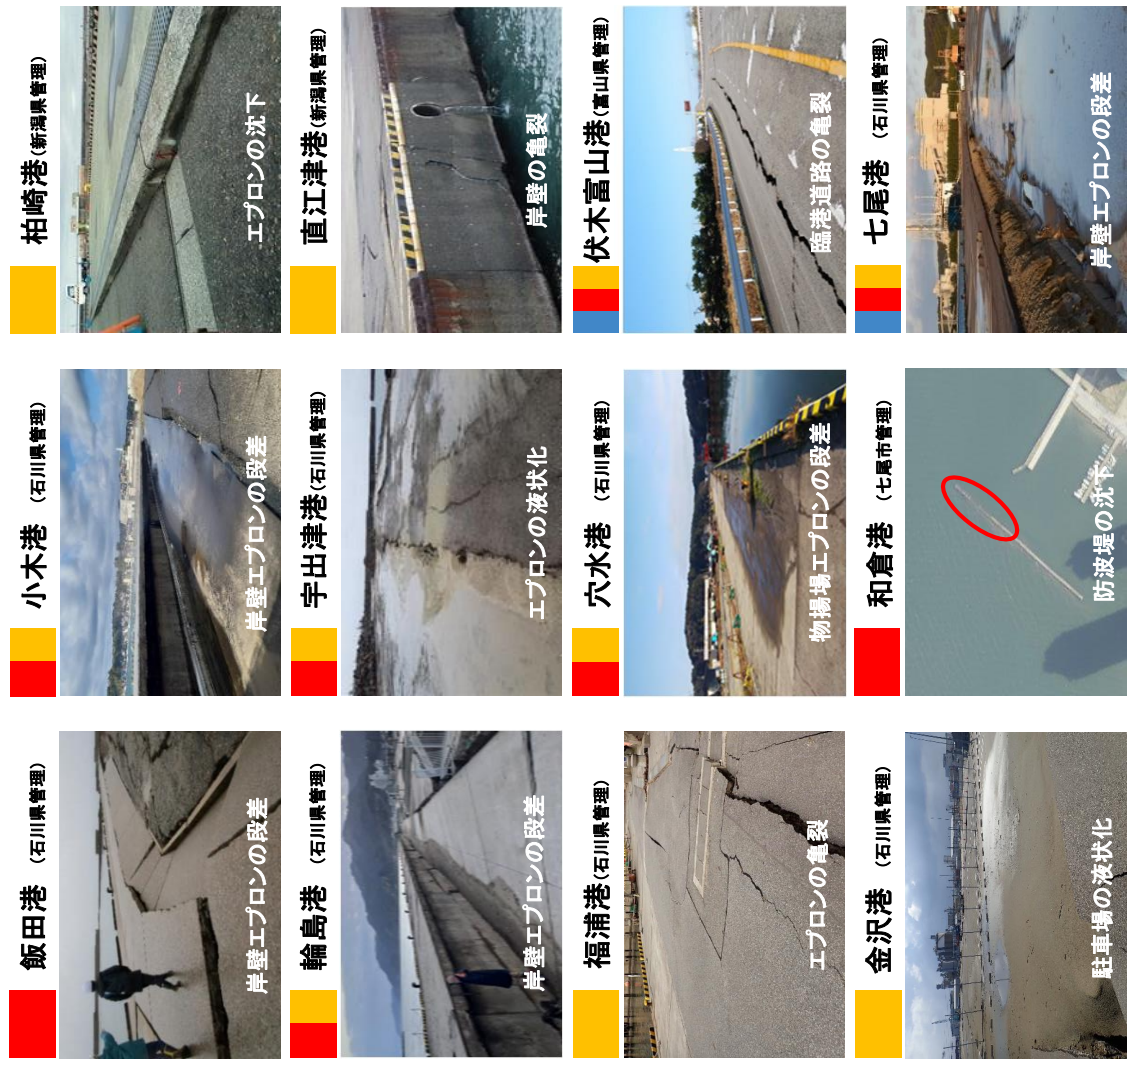 飯田港 (石川県管理)
岸壁エプロンの段差
小木港 (石川県管理)
岸壁エプロンの段差
柏崎港(新潟県管理)
エプロンの沈下
輪島港 (石川県管理)
岸壁エプロンの段差
宇出津港(石川県管理)
エプロンの液状化
直江津港(新潟県管理)
岸壁の亀裂
福浦港(石川県管理)
エプロンの亀裂
穴水港 (石川県管理)
物揚場エプロンの段差
伏木富山港(富山県管理)
臨港道路の亀裂
金沢港 (石川県管理)
駐車場の液状化
和倉港 (七尾市管理)
防波堤の沈下
七尾港 (石川県管理)
岸壁エプロンの段差